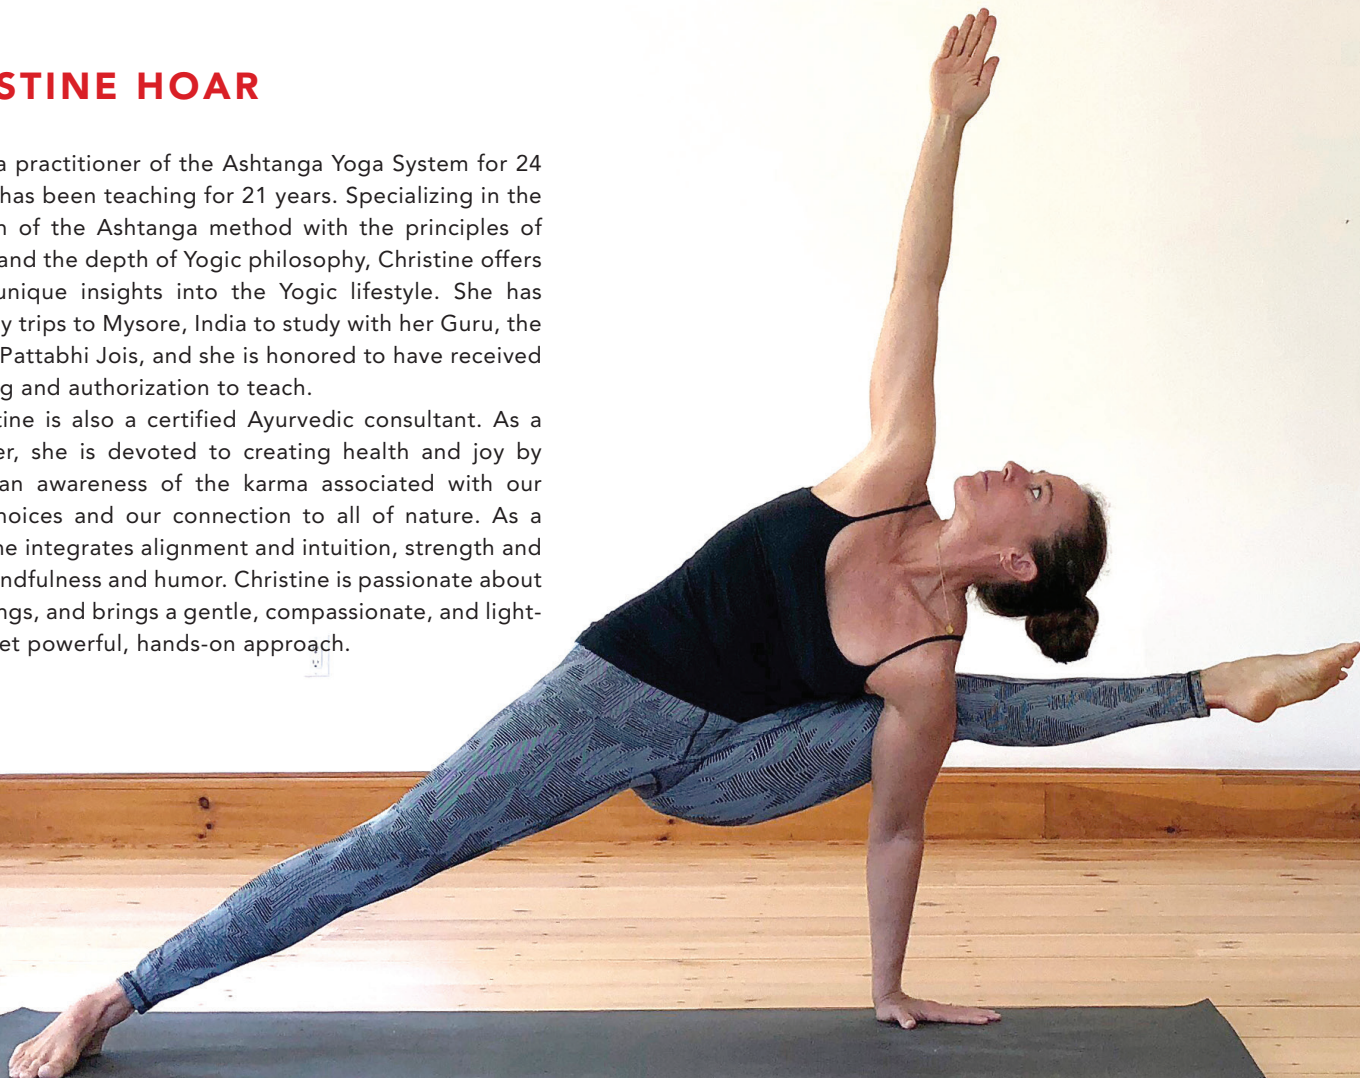 STINE HOAR
a practitioner of the Ashtanga Yoga System for 24
has been teaching for 21 years. Specializing in the
n of the Ashtanga method with the principles of
and the depth of Yogic philosophy, Christine offers
unique insights into the Yogic lifestyle. She has
y trips to Mysore, India to study with her Guru, the
Pattabhi Jois, and she is honored to have received
g and authorization to teach.
tine is also a certified Ayurvedic consultant. As a
er, she is devoted to creating health and joy by
an awareness of the karma associated with our
hoices and our connection to all of nature. As a
he integrates alignment and intuition, strength and
ndfulness and humor. Christine is passionate about
ngs, and brings a gentle, compassionate, and light-
et powerful, hands-on approach.